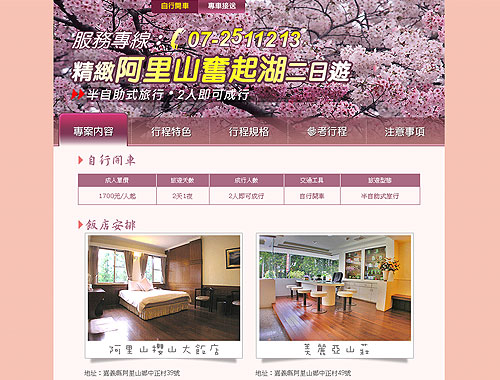 自行開車 專車接送
服務專線：07-2511213
精緻阿里山奮起湖二日遊
半自助式旅行，2人即可成行
專案內容 行程特色 行程規格 參考行程 注意事項
自行開車
成人單價 旅遊天數 成行人數 交通工具 旅遊型態
1700元/人起 2天1夜 2人即可成行 自行開車 半自助式旅行
飯店安排
阿里山櫻山大飯店 美麗亞山莊
地址：嘉義縣阿里山鄉中正村39號 地址：嘉義縣阿里山鄉中正村49號